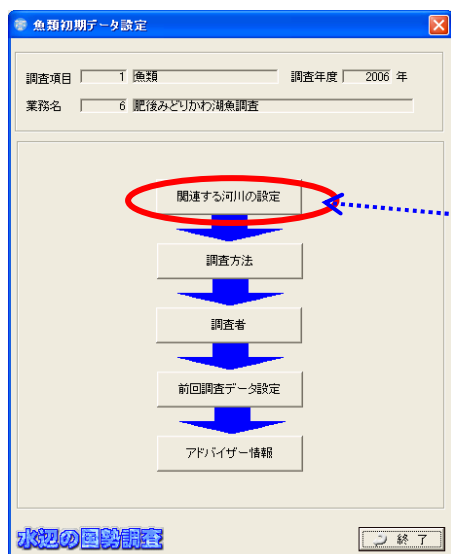 魚類初期データ設定
調査項目 1 魚類 調査年度 2006 年
業務名 6 肥後みどりかわ湖魚調査
関連する河川の設定
調査方法
調査者
前回調査データ設定
アドバイザー情報
水辺の国勢調査 終了